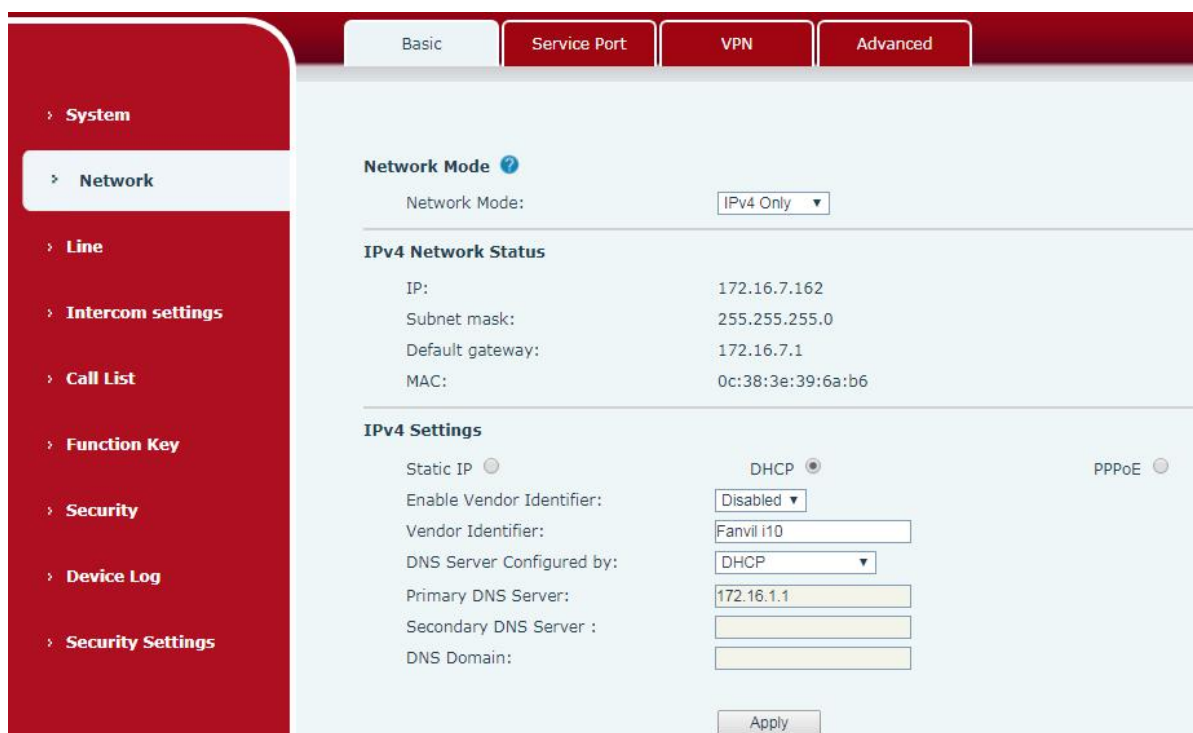 Basic Service Port VPN Advanced
System
Network
Line
Intercom settings
Call List
Function Key
Security
Device Log
Security Settings
Network Mode
Network Mode: IPv4 Only
IPv4 Network Status
IP: 172.16.7.162
Subnet mask: 255.255.255.0
Default gateway: 172.16.7.1
MAC: 0c:38:3e:39:6a:b6
IPv4 Settings
Static IP DHCP PPPoE
Enable Vendor Identifier: Disabled
Vendor Identifier: Fanvil i10
DNS Server Configured by: DHCP
Primary DNS Server: 172.16.1.1
Secondary DNS Server :
DNS Domain:
Apply